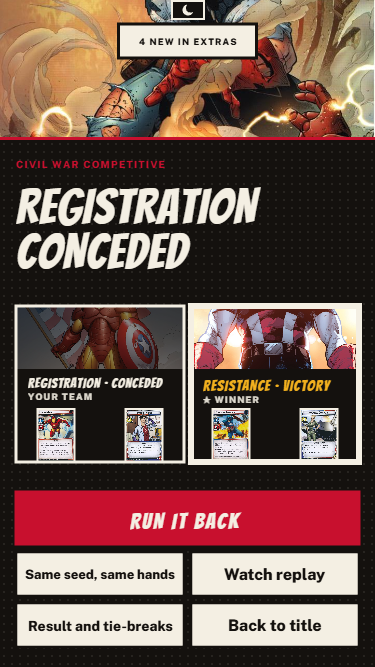 4 NEW IN EXTRAS
CIVIL WAR COMPETITIVE
REGISTRATION
CONCEDED
REGISTRATION - CONCEDED
YOUR TEAM
RESISTANCE - VICTORY
★ WINNER
RUN IT BACK
Same seed, same hands
Watch replay
Result and tie-breaks
Back to title